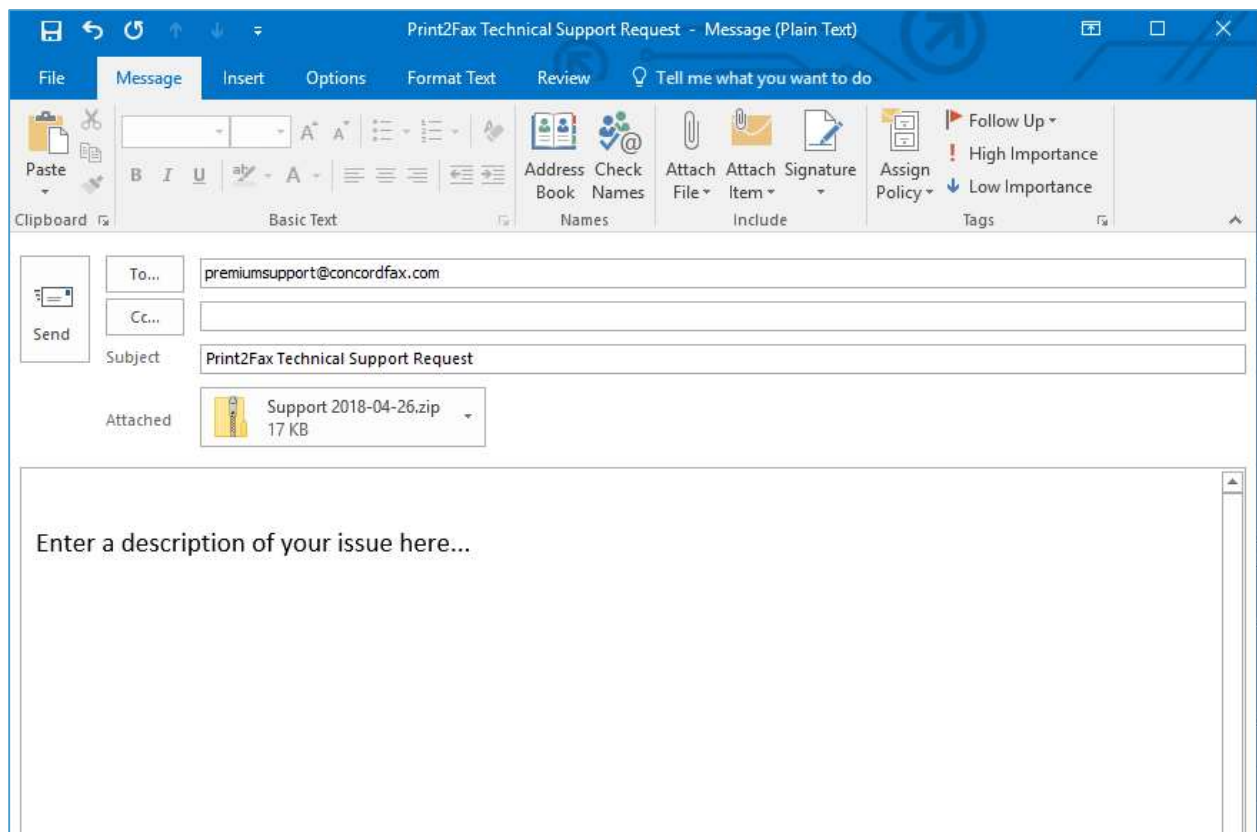 Print2Fax Technical Support Request - Message (Plain Text)
File Message Insert Options Format Text Review Tell me what you want to do
Paste
Clipboard
A A
B I U aby A
Basic Text
Address Book
Check Names
Names
Attach File
Attach Item
Signature
Include
Assign Policy
Follow Up
High Importance
Low Importance
Tags
Send
To... premiumsupport@concordfax.com
Cc...
Subject Print2Fax Technical Support Request
Attached Support 2018-04-26.zip
17 KB
Enter a description of your issue here...